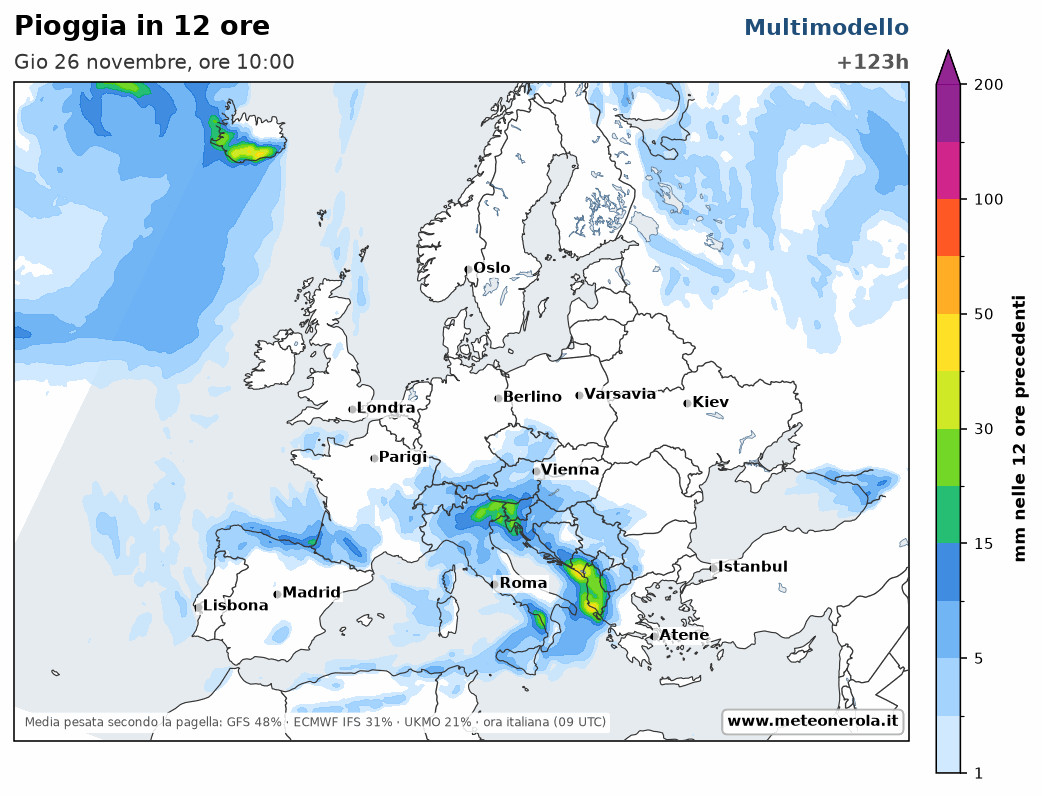 Pioggia in 12 ore
Multimodello
Gio 26 novembre, ore 10:00
+123h
200
100
50
30
15
5
1
mm nelle 12 ore precedenti
Oslo
Berlino
Varsavia
Kiev
Londra
Parigi
Vienna
Istanbul
Roma
Madrid
Lisbona
Atene
Media pesata secondo la pagella: GFS 48% · ECMWF IFS 31% · UKMO 21% · ora italiana (09 UTC)
www.meteonerola.it